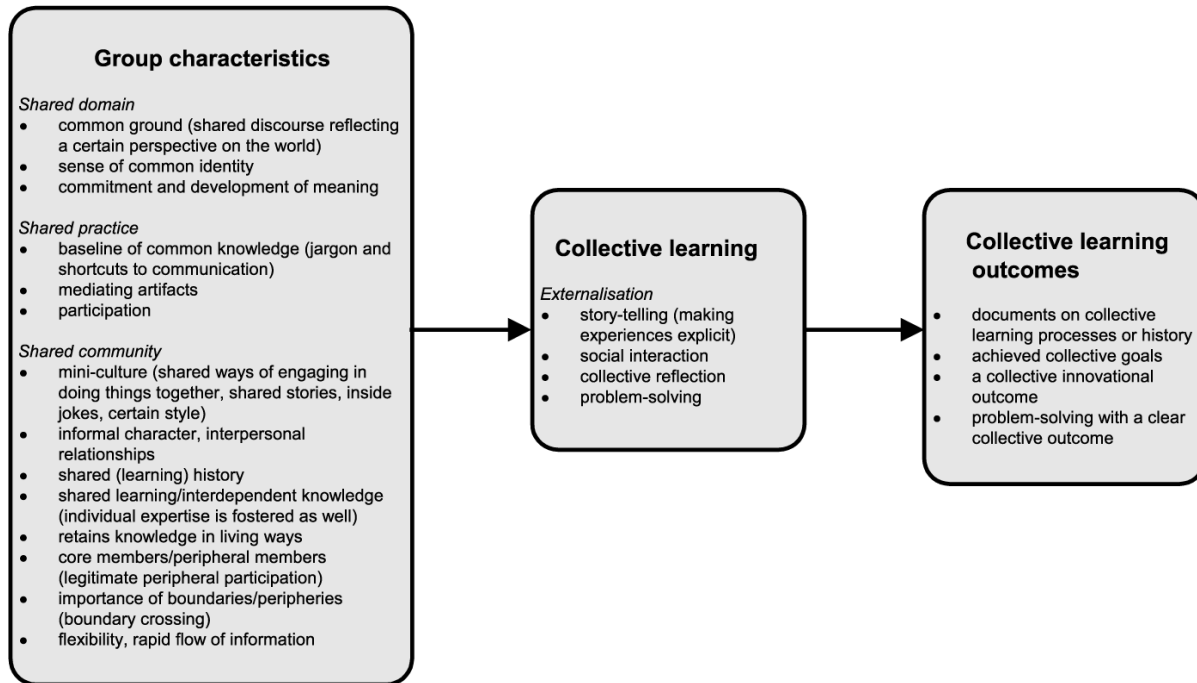 Group characteristics
Shared domain
• common ground (shared discourse reflecting
a certain perspective on the world)
• sense of common identity
• commitment and development of meaning
Shared practice
• baseline of common knowledge (jargon and
shortcuts to communication)
• mediating artifacts
• participation
Shared community
• mini-culture (shared ways of engaging in
doing things together, shared stories, inside
jokes, certain style)
• informal character, interpersonal
relationships
• shared (learning) history
• shared learning/interdependent knowledge
(individual expertise is fostered as well)
• retains knowledge in living ways
• core members/peripheral members
(legitimate peripheral participation)
• importance of boundaries/peripheries
(boundary crossing)
• flexibility, rapid flow of information
Collective learning
Externalisation
• story-telling (making
experiences explicit)
• social interaction
• collective reflection
• problem-solving
Collective learning
outcomes
• documents on collective
learning processes or history
• achieved collective goals
• a collective innovational
outcome
• problem-solving with a clear
collective outcome